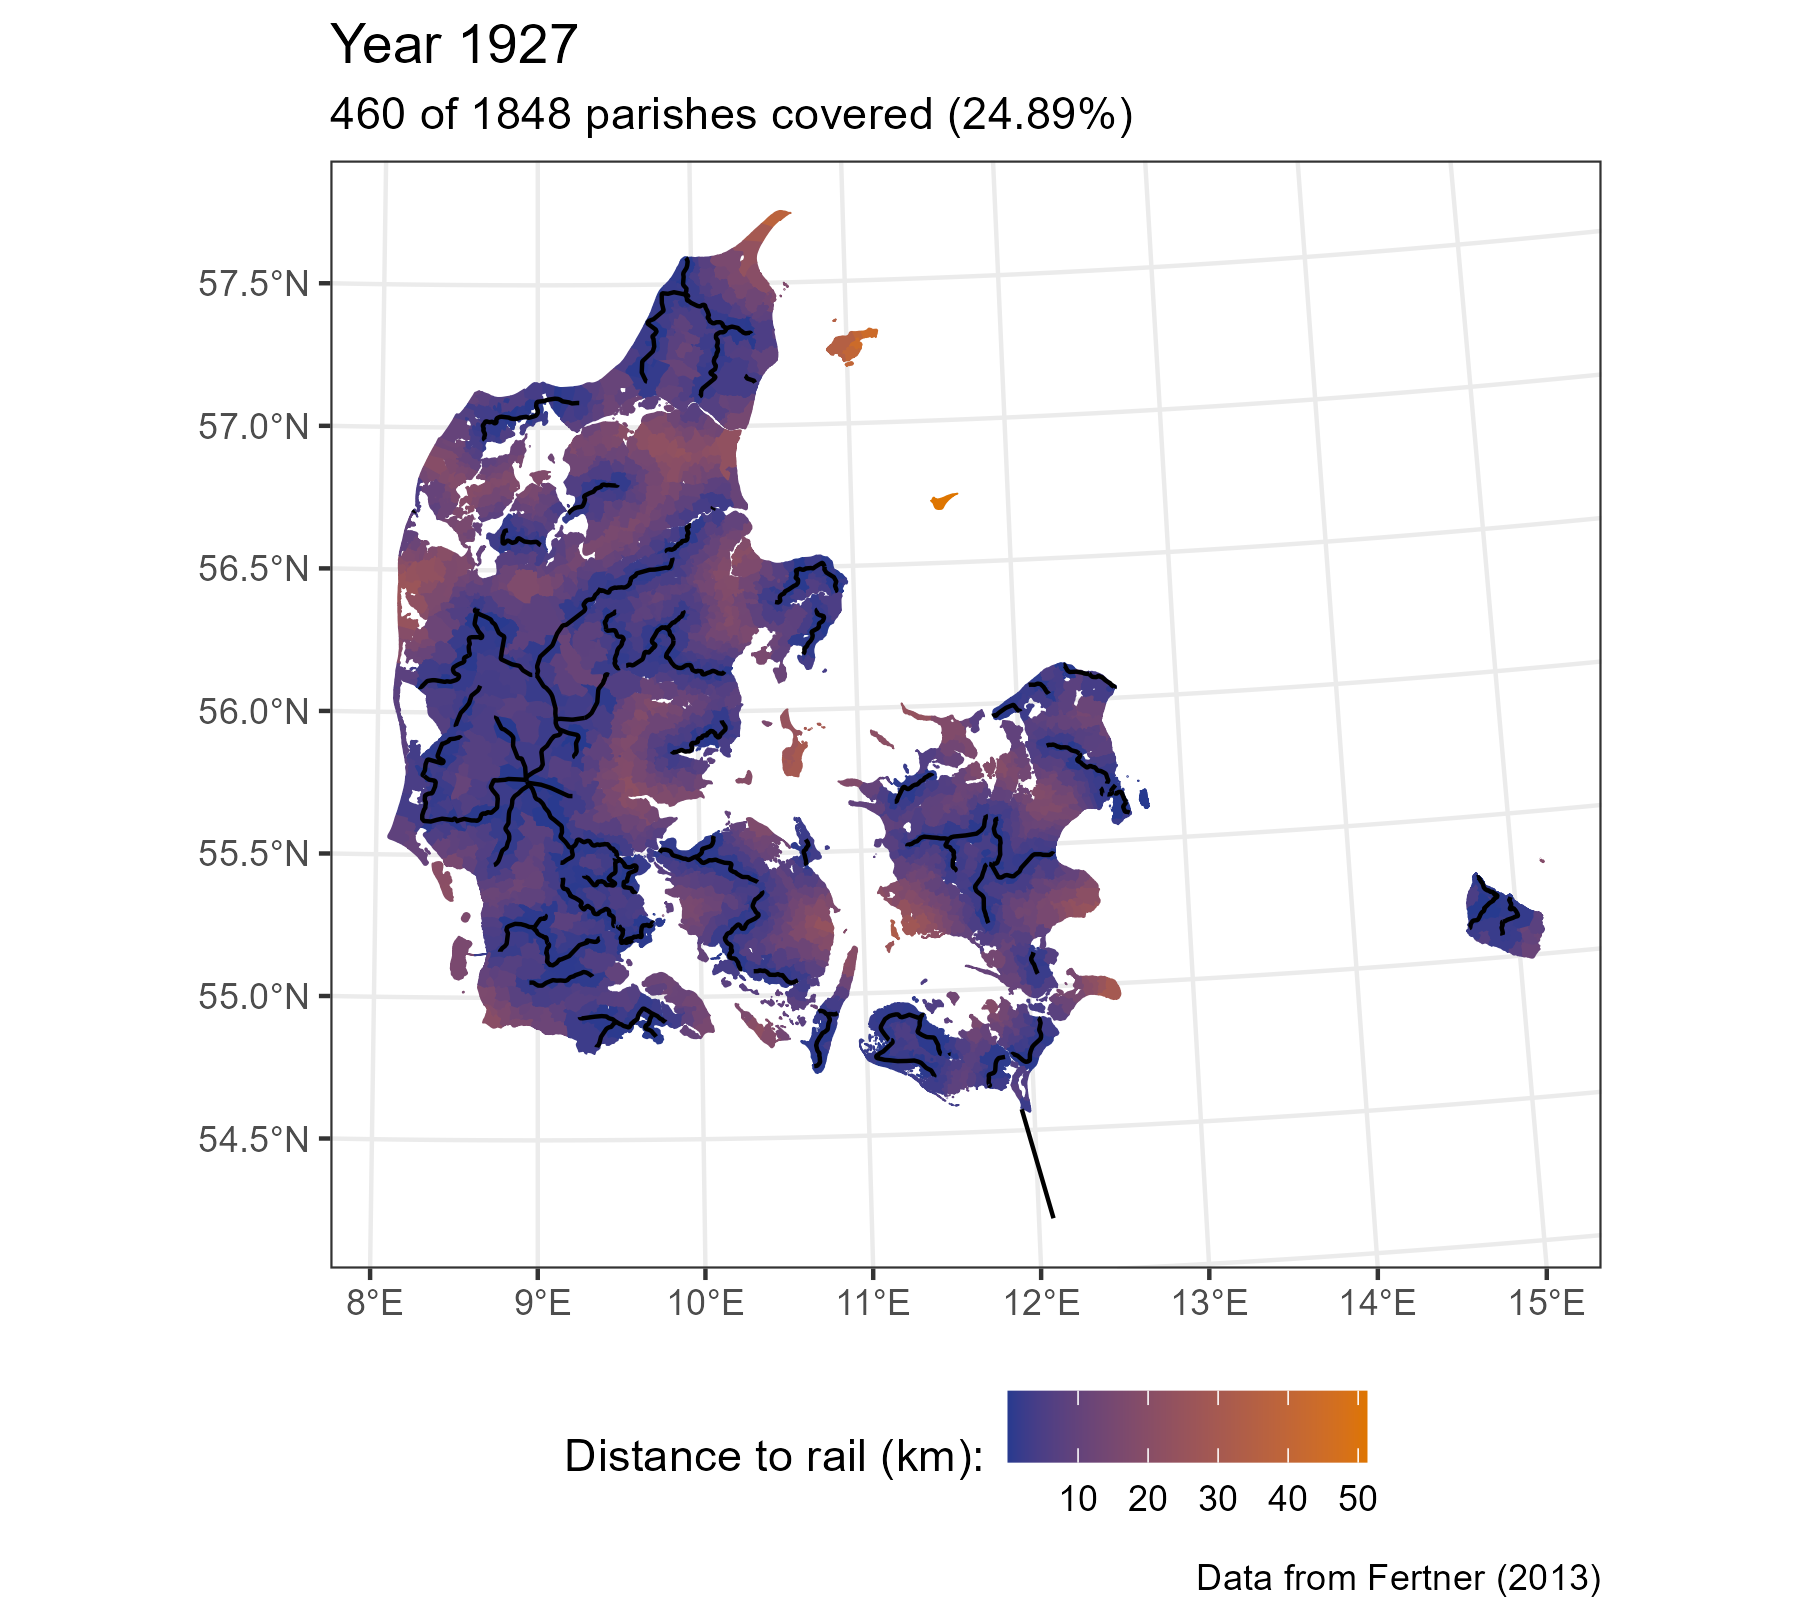 Year 1927
460 of 1848 parishes covered (24.89%)
57.5°N
57.0°N
56.5°N
56.0°N
55.5°N
55.0°N
54.5°N
8°E 9°E 10°E 11°E 12°E 13°E 14°E 15°E
Distance to rail (km):
10 20 30 40 50
Data from Fertner (2013)